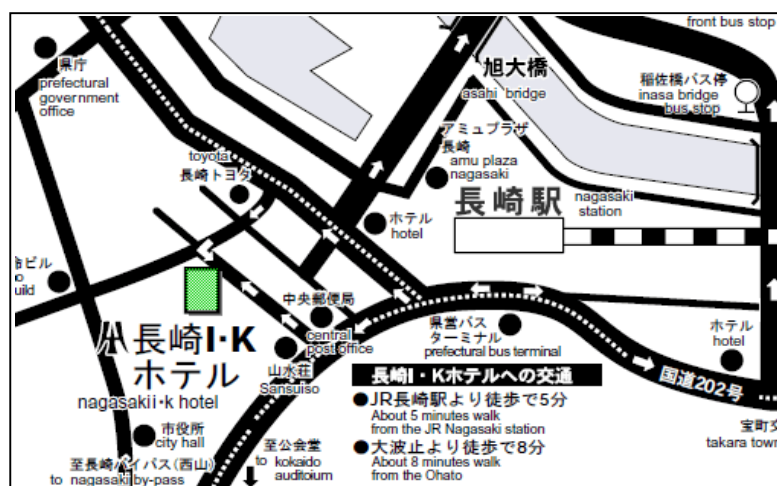 front bus stop
県庁
prefectural
government
office
旭大橋
asahi bridge
稲佐橋バス停
inasa bridge
bus stop
アミュプラザ
長崎
amu plaza
nagasaki
toyota
長崎トヨタ
長崎駅
nagasaki
station
ホテル
hotel
命ビル
uild
中央郵便局
central
post office
県営バス
ターミナル
prefectural bus terminal
ホテル
hotel
長崎I・K
ホテル
nagasaki i・k hotel
山水荘
Sansuiso
国道202号
長崎I・Kホテルへの交通
●JR長崎駅より徒歩で5分
About 5 minutes walk
from the JR Nagasaki station
●大波止より徒歩で8分
About 8 minutes walk
from the Ohato
市役所
city hall
至公会堂
to kokaido
auditioum
至長崎バイパス(西山)
to nagasaki by-pass
宝町交
takara town